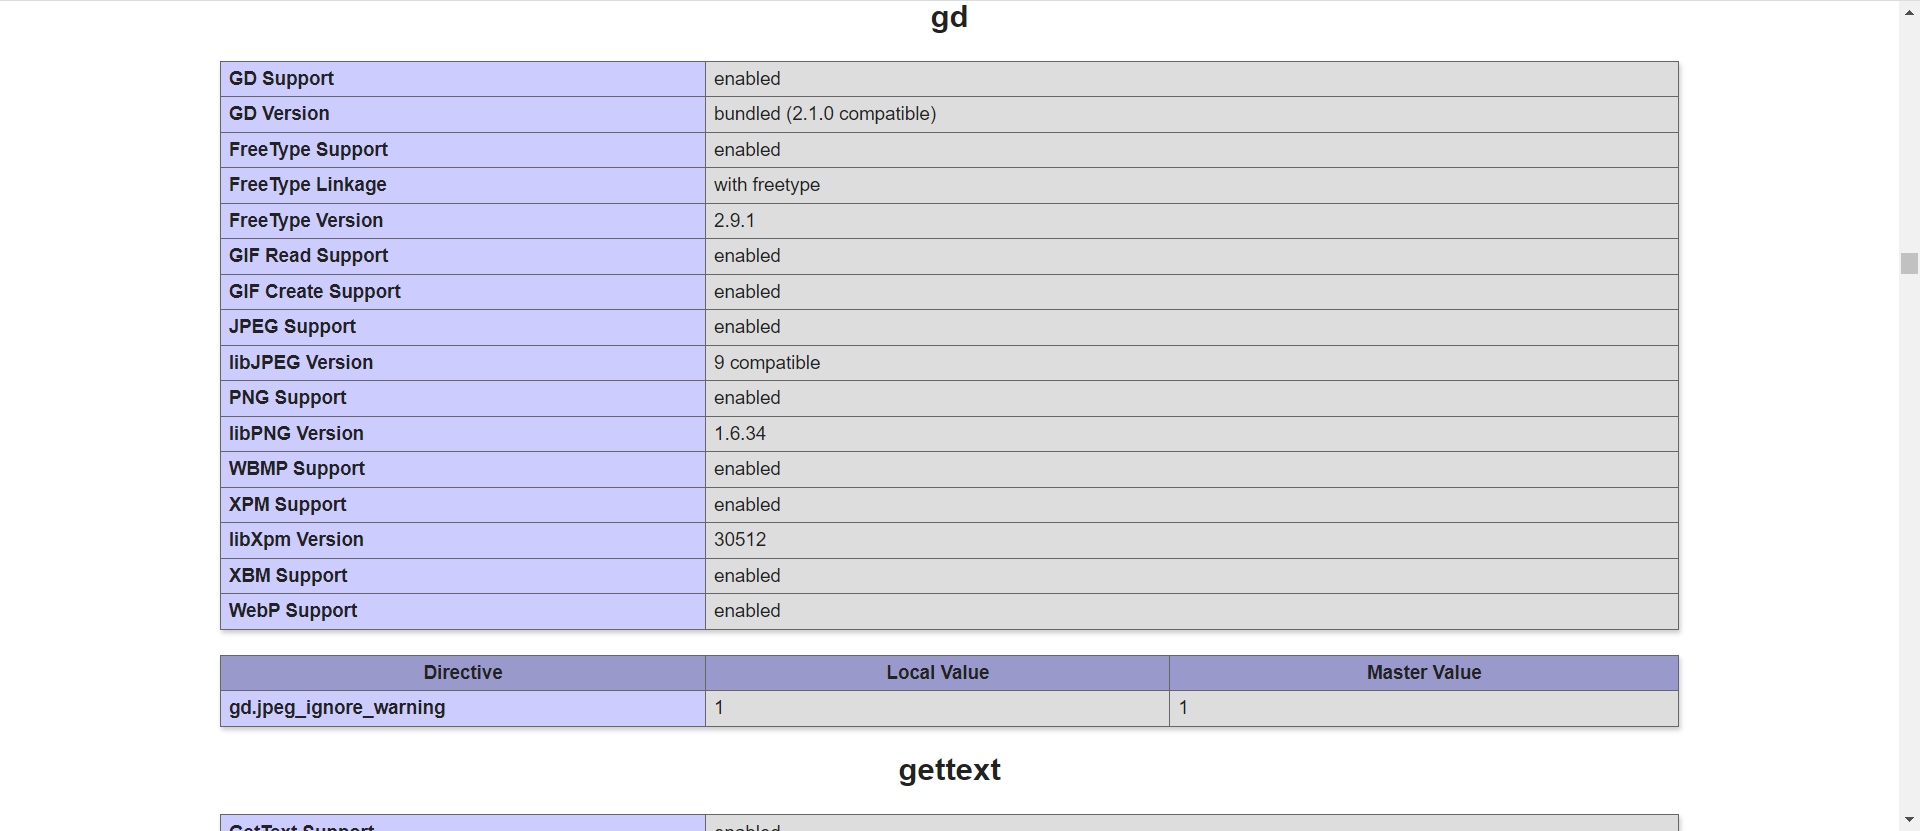 gd
GD Support enabled
GD Version bundled (2.1.0 compatible)
FreeType Support enabled
FreeType Linkage with freetype
FreeType Version 2.9.1
GIF Read Support enabled
GIF Create Support enabled
JPEG Support enabled
libJPEG Version 9 compatible
PNG Support enabled
libPNG Version 1.6.34
WBMP Support enabled
XPM Support enabled
libXpm Version 30512
XBM Support enabled
WebP Support enabled
Directive Local Value Master Value
gd.jpeg_ignore_warning 1 1
gettext
GetText Support enabled